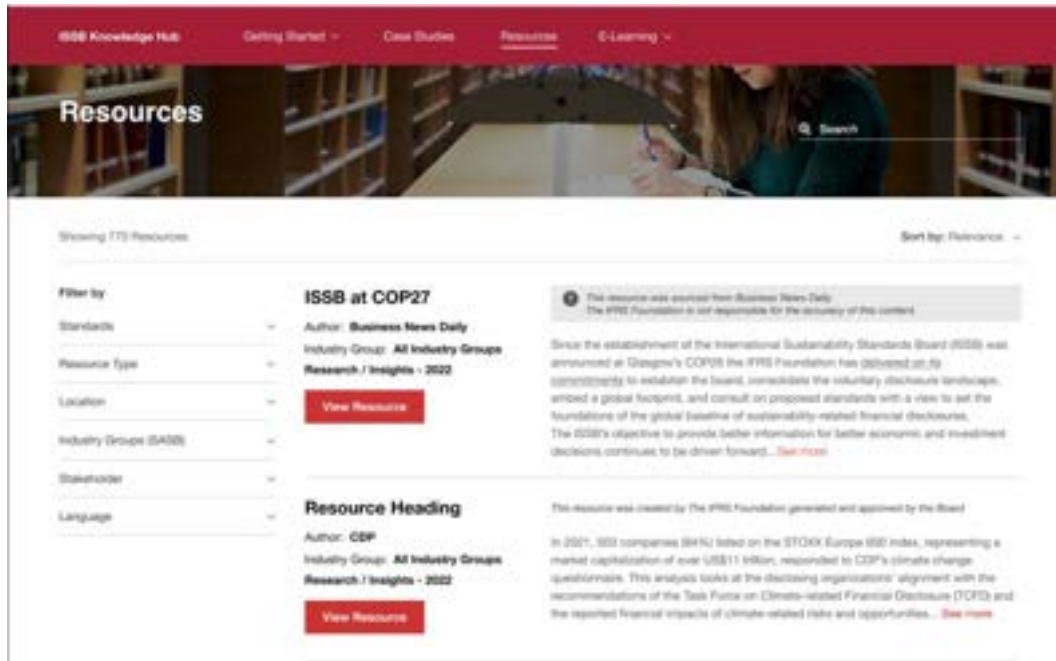 ISSB Knowledge Hub
Getting Started
Case Studies
Resources
E-Learning
Resources
Search
Showing 770 Resources
Sort by: Relevance
Filter by
Standards
Resource Type
Location
Industry Groups (SASB)
Stakeholder
Language
ISSB at COP27
Author: Business News Daily
Industry Group: All Industry Groups
Research / Insights - 2022
View Resource
This resource was sourced from Business News Daily
The IFRS Foundation is not responsible for the accuracy of this content
Since the establishment of the International Sustainability Standards Board (ISSB) was
announced at Glasgow's COP26 the IFRS Foundation has delivered on its
commitments to establish the board, consolidate the voluntary disclosure landscape,
embed a global footprint, and consult on proposed standards with a view to set the
foundations of the global baseline of sustainability-related financial disclosures.
The ISSB's objective to provide better information for better economic and investment
decisions continues to be driven forward... See more
Resource Heading
Author: CDP
Industry Group: All Industry Groups
Research / Insights - 2022
View Resource
This resource was created by The IFRS Foundation generated and approved by the Board
In 2021, companies listed on the STOXX Europe 600 index, representing a
market capitalization of over US$11 trillion, responded to CDP's climate change
questionnaire. This analysis looks at the disclosing organizations' alignment with the
recommendations of the Task Force on Climate-related Financial Disclosure (TCFD) and
the reported financial impacts of climate-related risks and opportunities... See more